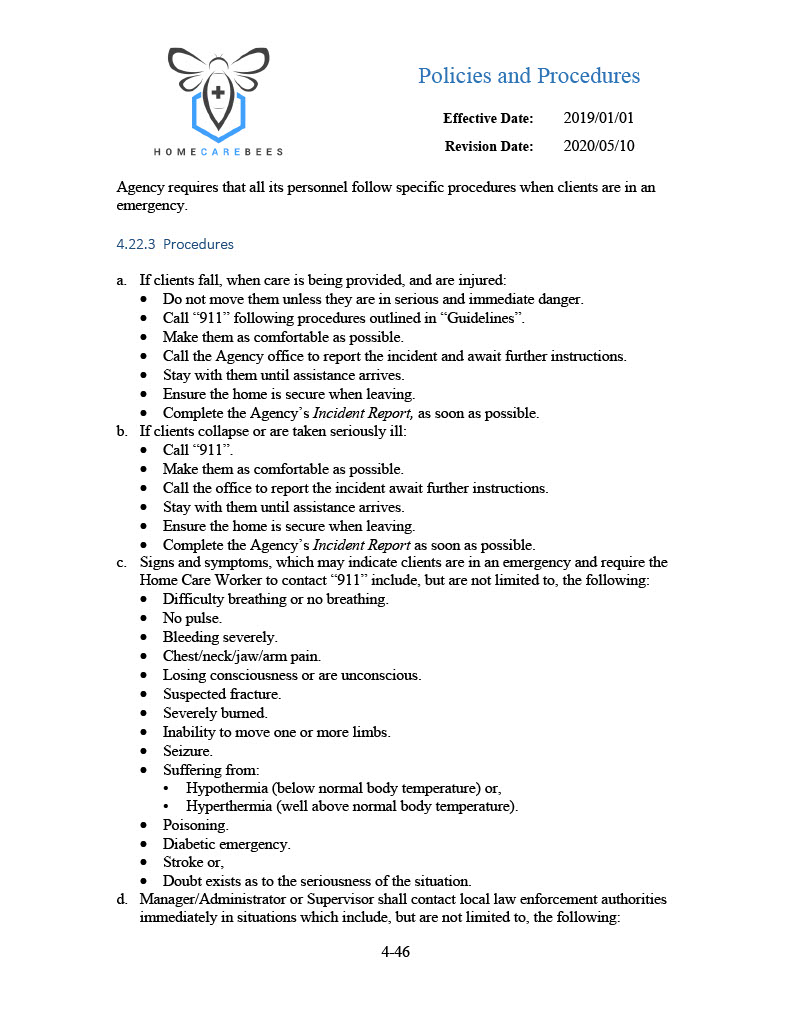 Policies and Procedures
Effective Date: 2019/01/01
Revision Date: 2020/05/10
HOMECAREBEES
Agency requires that all its personnel follow specific procedures when clients are in an
emergency.
4.22.3 Procedures
a. If clients fall, when care is being provided, and are injured:
• Do not move them unless they are in serious and immediate danger.
• Call “911” following procedures outlined in “Guidelines”.
• Make them as comfortable as possible.
• Call the Agency office to report the incident and await further instructions.
• Stay with them until assistance arrives.
• Ensure the home is secure when leaving.
• Complete the Agency’s Incident Report, as soon as possible.
b. If clients collapse or are taken seriously ill:
• Call “911”.
• Make them as comfortable as possible.
• Call the office to report the incident await further instructions.
• Stay with them until assistance arrives.
• Ensure the home is secure when leaving.
• Complete the Agency’s Incident Report as soon as possible.
c. Signs and symptoms, which may indicate clients are in an emergency and require the
Home Care Worker to contact “911” include, but are not limited to, the following:
• Difficulty breathing or no breathing.
• No pulse.
• Bleeding severely.
• Chest/neck/jaw/arm pain.
• Losing consciousness or are unconscious.
• Suspected fracture.
• Severely burned.
• Inability to move one or more limbs.
• Seizure.
• Suffering from:
• Hypothermia (below normal body temperature) or,
• Hyperthermia (well above normal body temperature).
• Poisoning.
• Diabetic emergency.
• Stroke or,
• Doubt exists as to the seriousness of the situation.
d. Manager/Administrator or Supervisor shall contact local law enforcement authorities
immediately in situations which include, but are not limited to, the following:
4-46